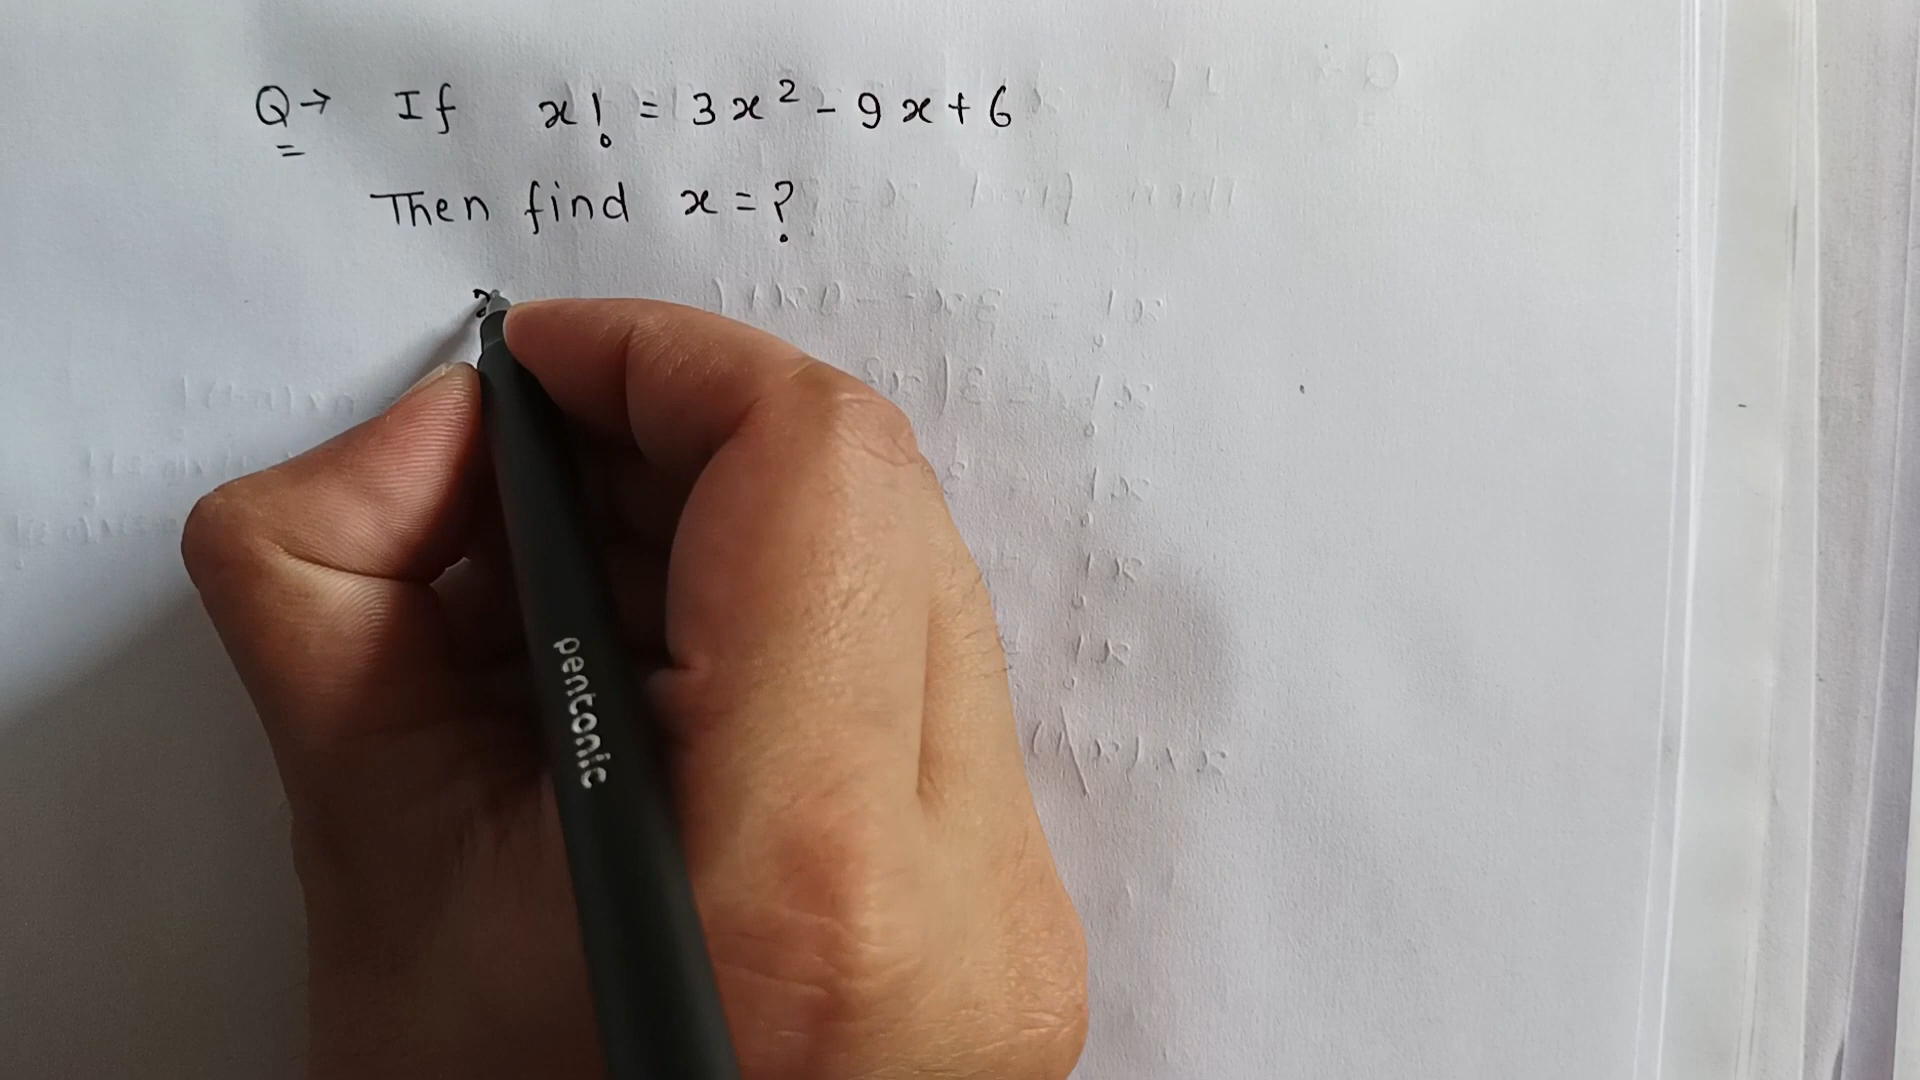 Q→ If x! = 3x² - 9x + 6
Then find x = ?
x
pentonic